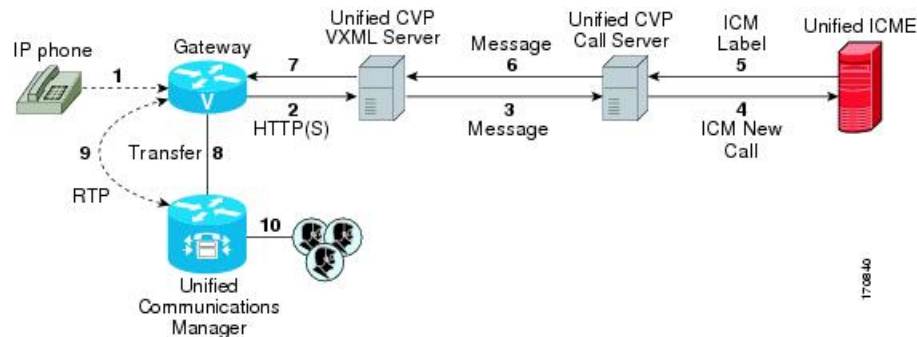 IP phone
1
Gateway
V
7
2
HTTP(S)
Unified CVP
VXML Server
Message
6
3
Message
Unified CVP
Call Server
ICM
Label
5
4
ICM New
Call
Unified ICME
9
RTP
Transfer 8
10
Unified
Communications
Manager
170840